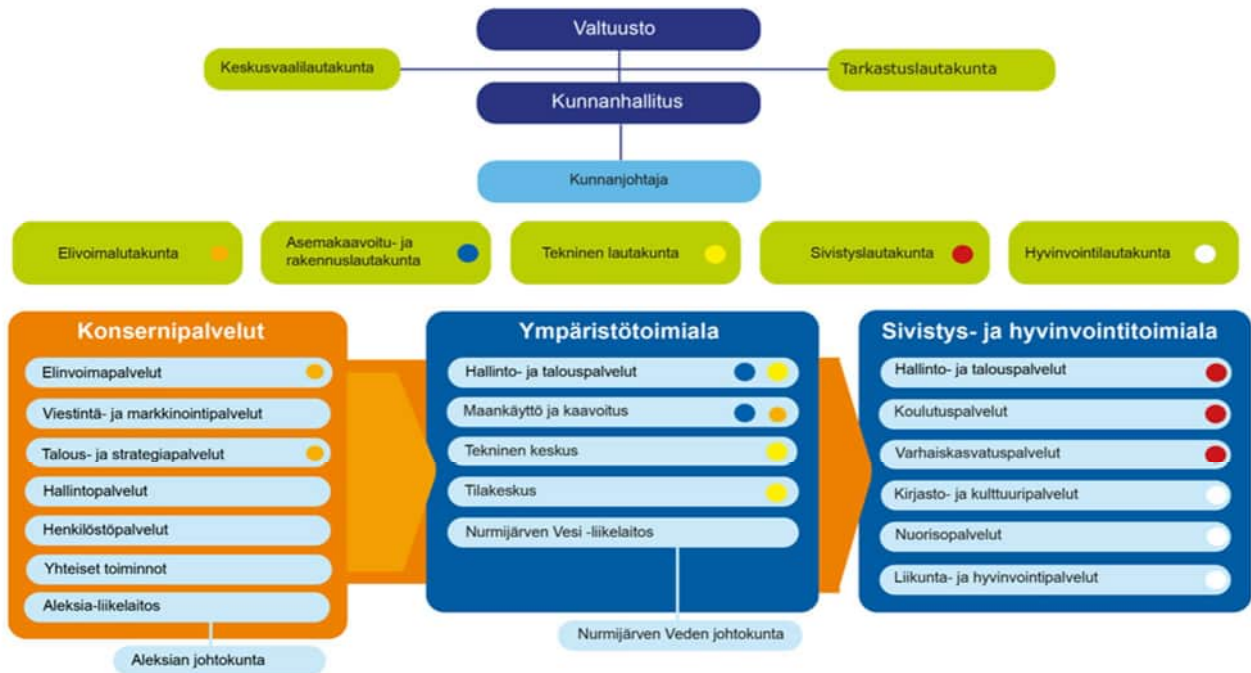 Valtuusto
Keskusvaalilautakunta
Tarkastuslautakunta
Kunnanhallitus
Kunnanjohtaja
Elivoimalutakunta
Asemakaavoitu- ja
rakennuslautakunta
Tekninen lautakunta
Sivistyslautakunta
Hyvinvointilautakunta
Konsernipalvelut
Elinvoimapalvelut
Viestintä- ja markkinointipalvelut
Talous- ja strategiapalvelut
Hallintopalvelut
Henkilöstöpalvelut
Yhteiset toiminnot
Aleksia-liikelaitos
Aleksian johtokunta
Ympäristötoimiala
Hallinto- ja talouspalvelut
Maankäyttö ja kaavoitus
Tekninen keskus
Tilakeskus
Nurmijärven Vesi -liikelaitos
Nurmijärven Veden johtokunta
Sivistys- ja hyvinvointitoimiala
Hallinto- ja talouspalvelut
Koulutuspalvelut
Varhaiskasvatuspalvelut
Kirjasto- ja kulttuuripalvelut
Nuorisopalvelut
Liikunta- ja hyvinvointipalvelut